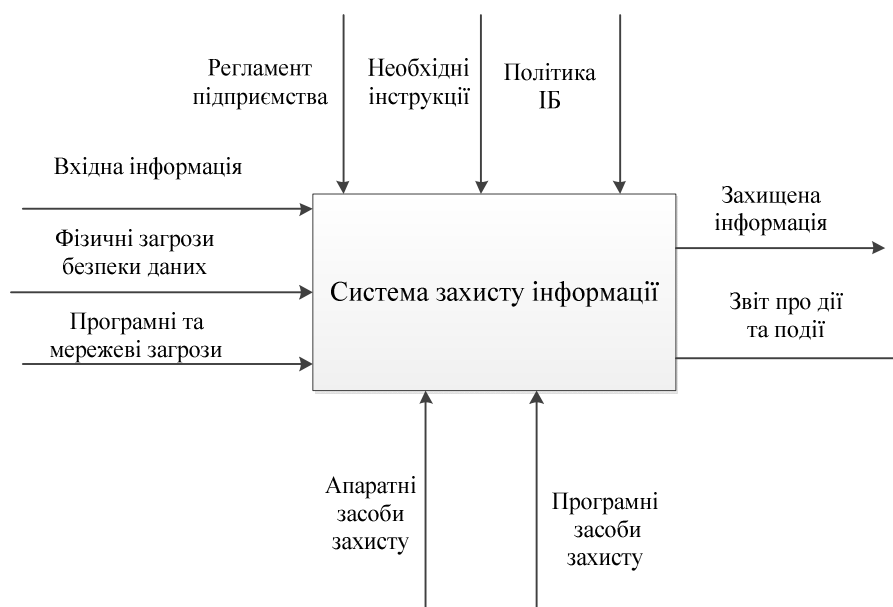 Регламент
підприємства
Необхідні
інструкції
Політика
ІБ
Вхідна інформація
Фізичні загрози
безпеки даних
Програмні та
мережеві загрози
Система захисту інформації
Захищена
інформація
Звіт про дії
та події
Апаратні
засоби
захисту
Програмні
засоби
захисту